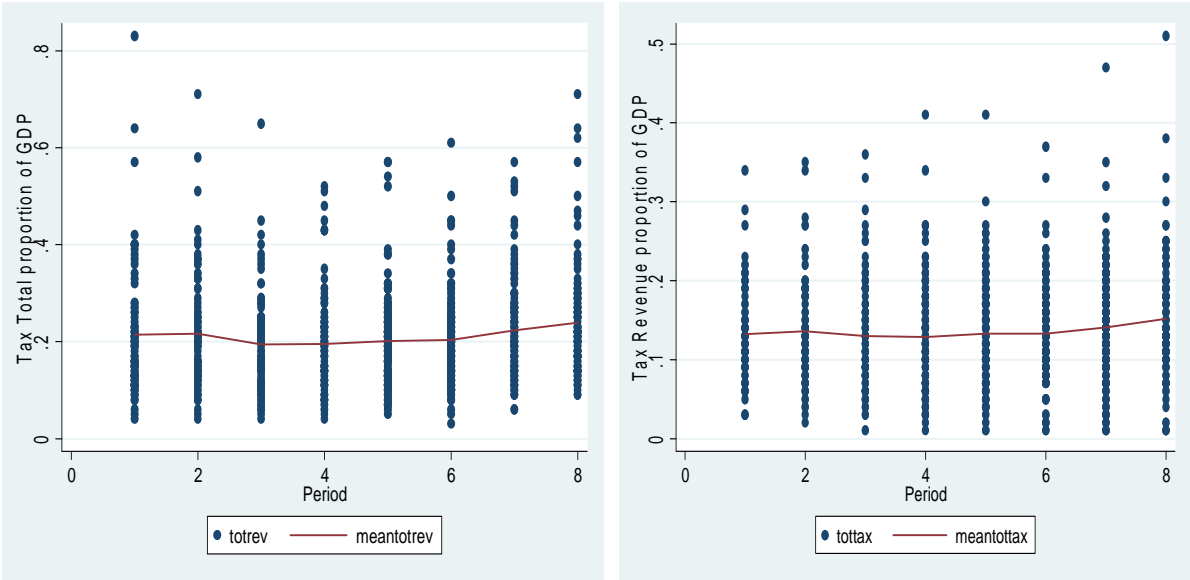 Tax Total proportion of GDP
.8
.6
.4
.2
0
0 2 4 6 8
Period
totrev meantotrev
Tax Revenue proportion of GDP
.5
.4
.3
.2
.1
0
0 2 4 6 8
Period
tottax meantottax